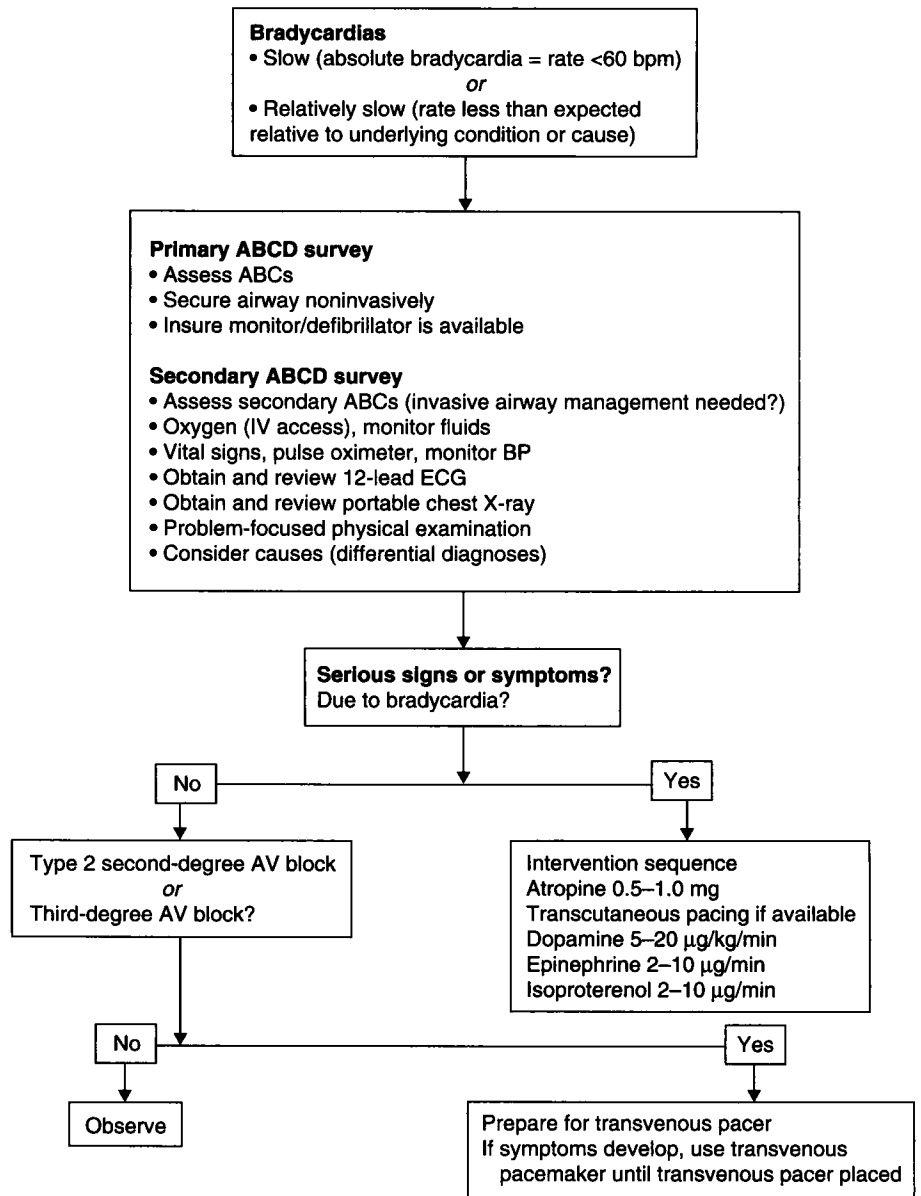 Bradycardias
• Slow (absolute bradycardia = rate <60 bpm)
or
• Relatively slow (rate less than expected
relative to underlying condition or cause)
Primary ABCD survey
• Assess ABCs
• Secure airway noninvasively
• Insure monitor/defibrillator is available
Secondary ABCD survey
• Assess secondary ABCs (invasive airway management needed?)
• Oxygen (IV access), monitor fluids
• Vital signs, pulse oximeter, monitor BP
• Obtain and review 12-lead ECG
• Obtain and review portable chest X-ray
• Problem-focused physical examination
• Consider causes (differential diagnoses)
Serious signs or symptoms?
Due to bradycardia?
No
Yes
Type 2 second-degree AV block
or
Third-degree AV block?
Intervention sequence
Atropine 0.5–1.0 mg
Transcutaneous pacing if available
Dopamine 5–20 μg/kg/min
Epinephrine 2–10 μg/min
Isoproterenol 2–10 μg/min
No
Yes
Observe
Prepare for transvenous pacer
If symptoms develop, use transvenous
pacemaker until transvenous pacer placed